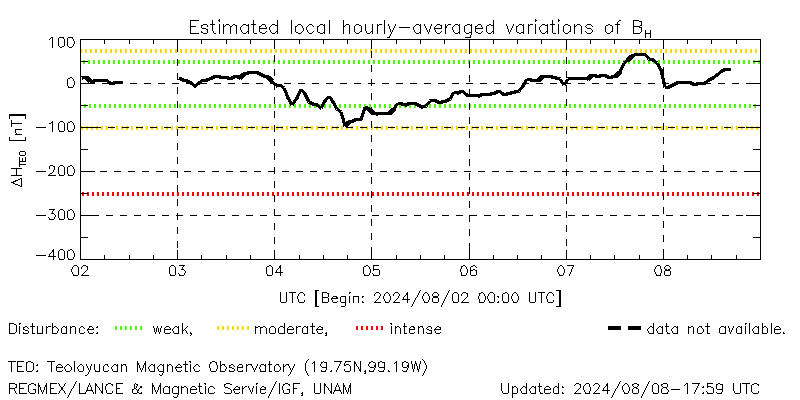 Estimated local hourly-averaged variations of BH
100
0
-100
-200
-300
-400
ΔHTEO [nT]
02 03 04 05 06 07 08
UTC [Begin: 2024/08/02 00:00 UTC]
Disturbance: weak, moderate, intense data not available.
TEO: Teoloyucan Magnetic Observatory (19.75N,99.19W)
REGMEX/LANCE & Magnetic Servie/IGF, UNAM Updated: 2024/08/08-17:59 UTC